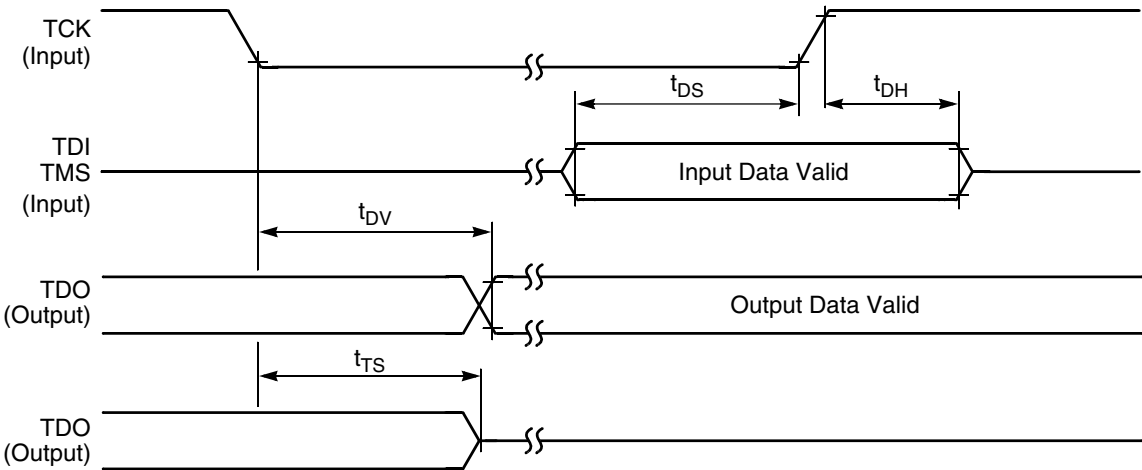 TCK
(Input)
tDS
tDH
TDI
TMS
(Input)
Input Data Valid
tDV
TDO
(Output)
Output Data Valid
tTS
TDO
(Output)